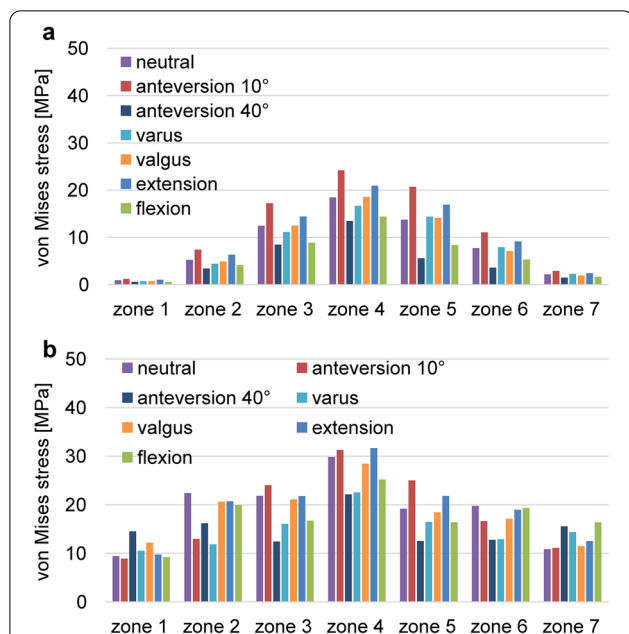 a
von Mises stress [MPa]
50
40
30
20
10
0
neutral
anteversion 10°
anteversion 40°
varus
valgus
extension
flexion
zone 1 zone 2 zone 3 zone 4 zone 5 zone 6 zone 7
b
von Mises stress [MPa]
50
40
30
20
10
0
neutral anteversion 10°
anteversion 40° varus
valgus extension
flexion
zone 1 zone 2 zone 3 zone 4 zone 5 zone 6 zone 7